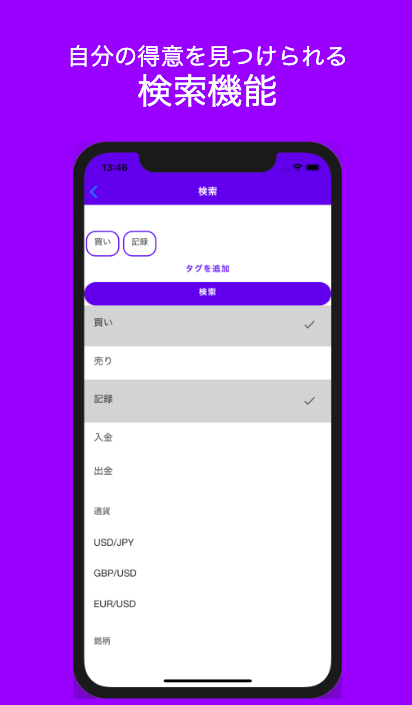 自分の得意を見つけられる
検索機能
13:46
検索
買い 記録
タグを追加
検索
買い
売り
記録
入金
出金
通貨
USD/JPY
GBP/USD
EUR/USD
銘柄